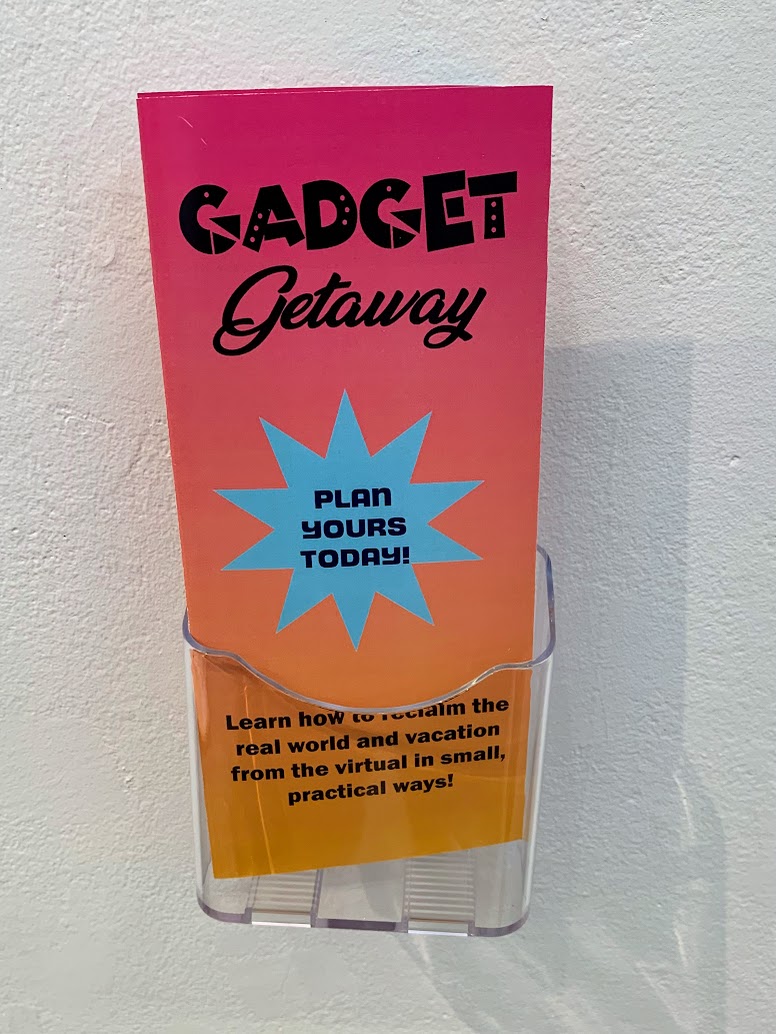 GADGET
Getaway
PLAN
YOURS
TODAY!
Learn how to reclaim the
real world and vacation
from the virtual in small,
practical ways!